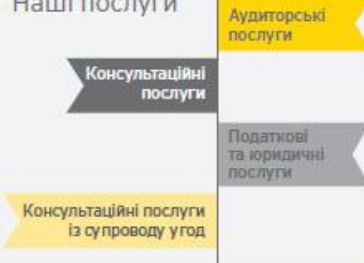 Наші послуги
Аудиторські
послуги
Консультаційні
послуги
Податкові
та юридичні
послуги
Консультаційні послуги
із супроводу угод